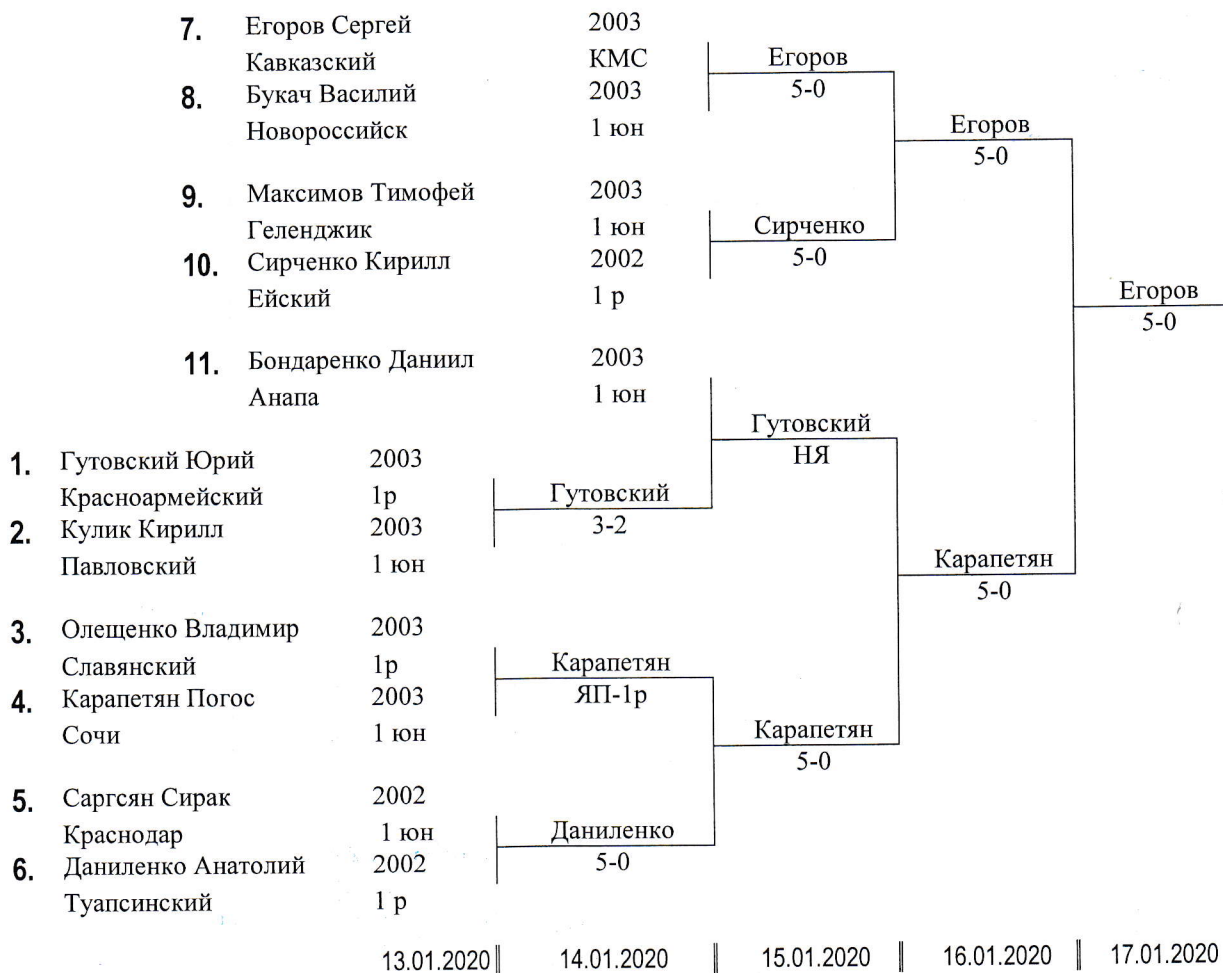 7. Егоров Сергей 2003
Кавказский КМС Егоров
8. Букач Василий 2003 5-0
Новороссийск 1 юн Егоров
5-0
9. Максимов Тимофей 2003
Геленджик 1 юн Сирченко
10. Сирченко Кирилл 2002 5-0
Ейский 1 р Егоров
5-0
11. Бондаренко Даниил 2003
Анапа 1 юн
Гутовский
1. Гутовский Юрий 2003 НЯ
Красноармейский 1р Гутовский
2. Кулик Кирилл 2003 3-2
Павловский 1 юн Карапетян
5-0
3. Олещенко Владимир 2003
Славянский 1р Карапетян
4. Карапетян Погос 2003 ЯП-1р
Сочи 1 юн Карапетян
5-0
5. Саргсян Сирак 2002
Краснодар 1 юн Даниленко
6. Даниленко Анатолий 2002 5-0
Туапсинский 1 р
13.01.2020 14.01.2020 15.01.2020 16.01.2020 17.01.2020